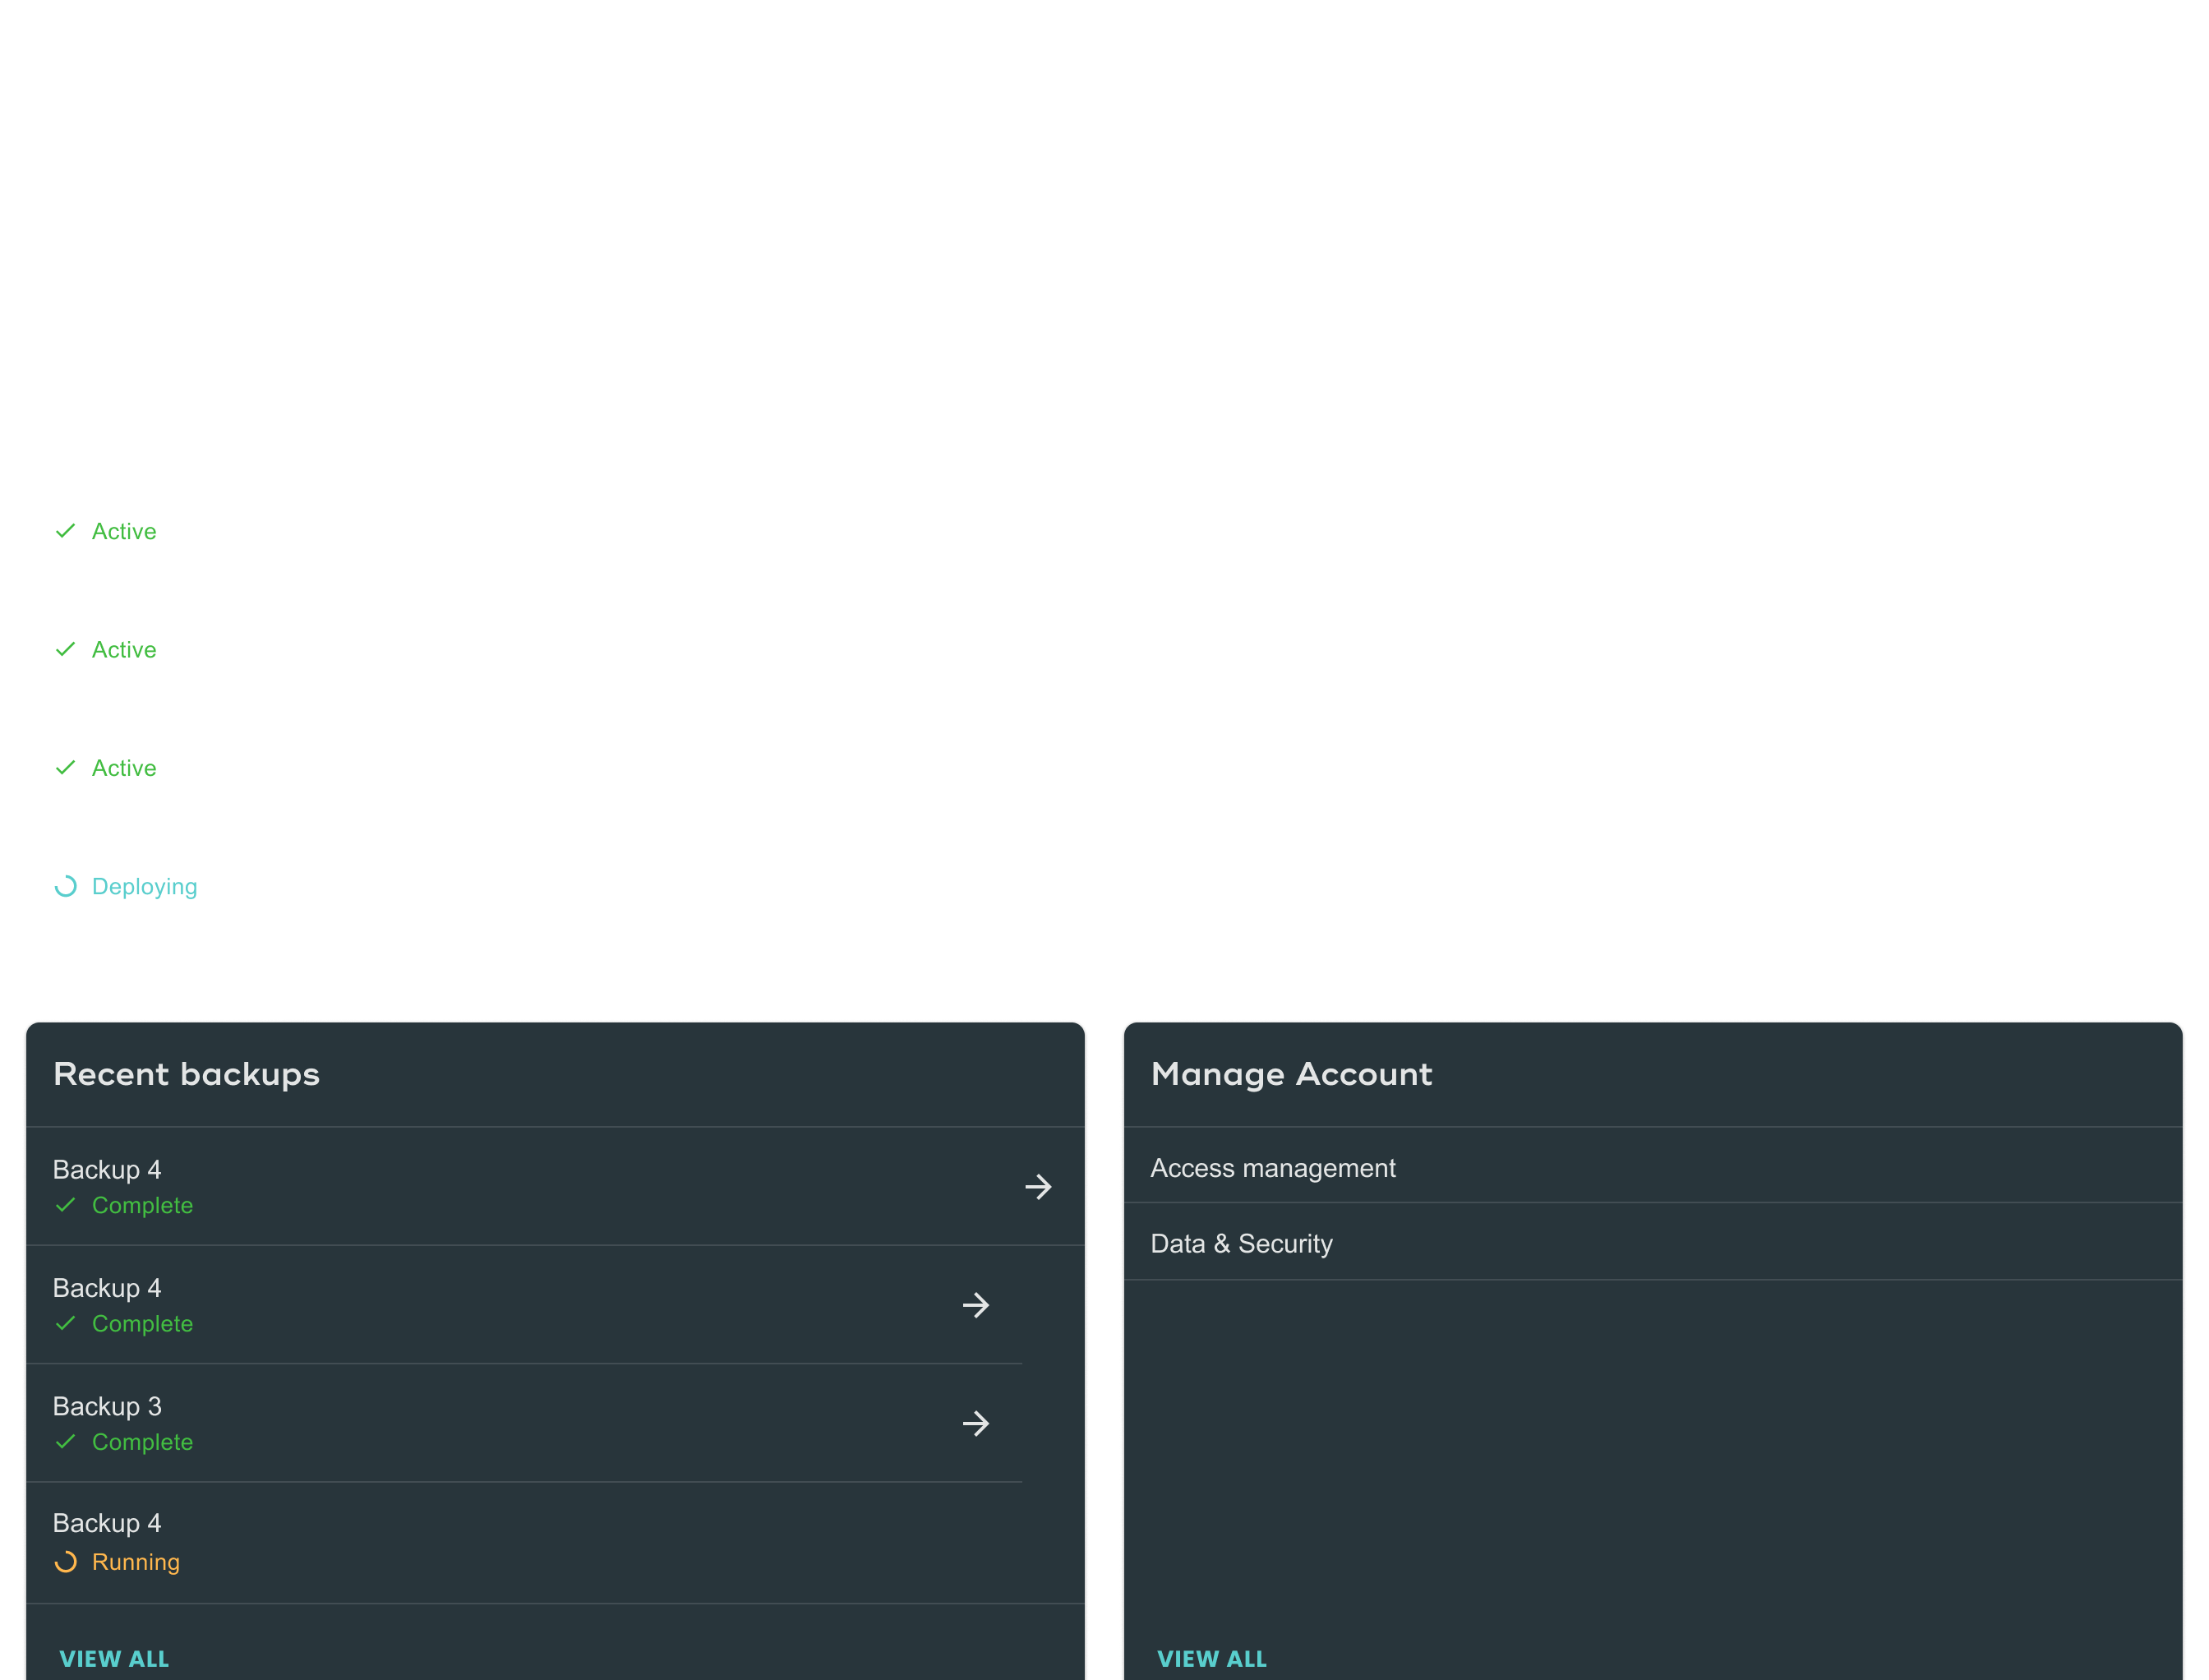 Active
Active
Active
Deploying
Recent backups
Backup 4
Complete
Backup 4
Complete
Backup 3
Complete
Backup 4
Running
VIEW ALL
Manage Account
Access management
Data & Security
VIEW ALL